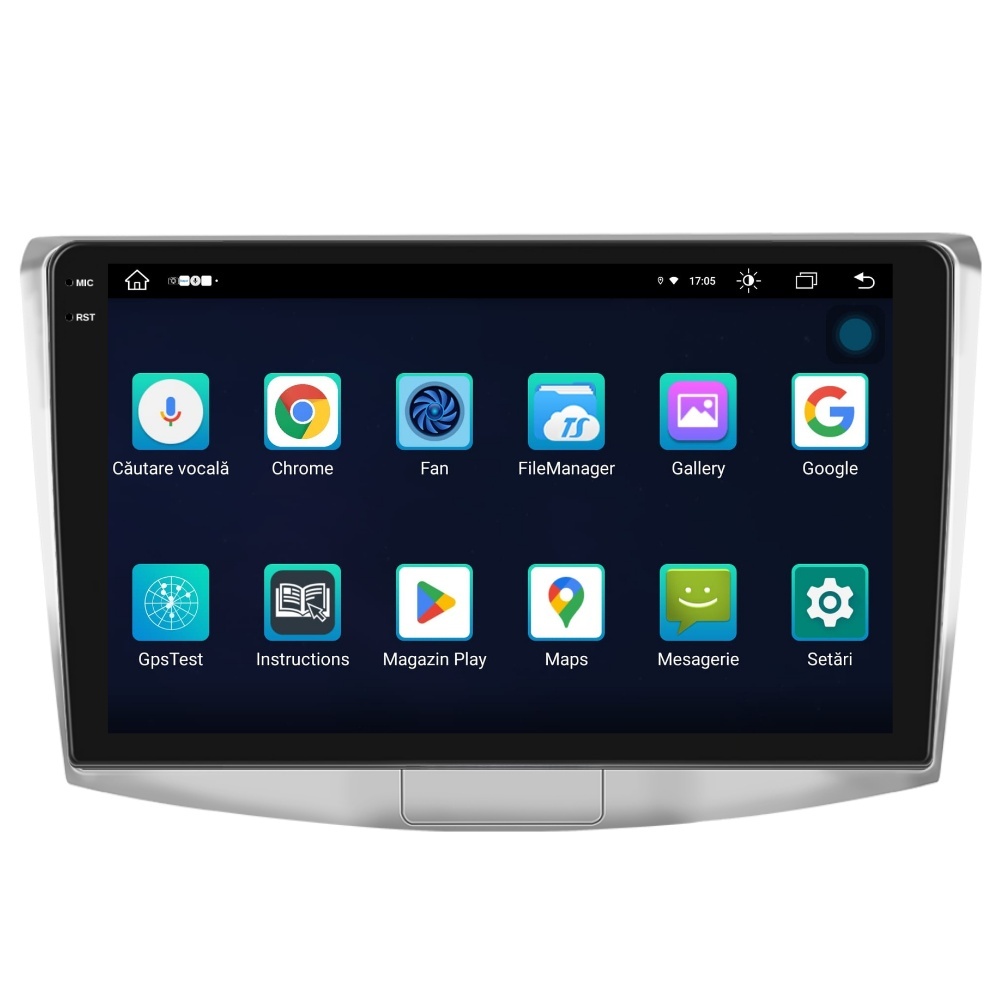 MIC
RST
17:05
Căutare vocală
Chrome
Fan
FileManager
Gallery
Google
TS
GpsTest
Instructions
Magazin Play
Maps
Mesagerie
Setări